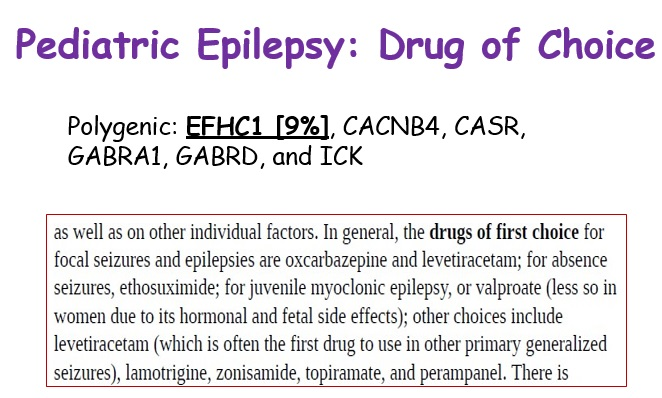 Pediatric Epilepsy: Drug of Choice
Polygenic: EFHC1 [9%], CACNB4, CASR,
GABRA1, GABRD, and ICK
as well as on other individual factors. In general, the drugs of first choice for
focal seizures and epilepsies are oxcarbazepine and levetiracetam; for absence
seizures, ethosuximide; for juvenile myoclonic epilepsy, or valproate (less so in
women due to its hormonal and fetal side effects); other choices include
levetiracetam (which is often the first drug to use in other primary generalized
seizures), lamotrigine, zonisamide, topiramate, and perampanel. There is